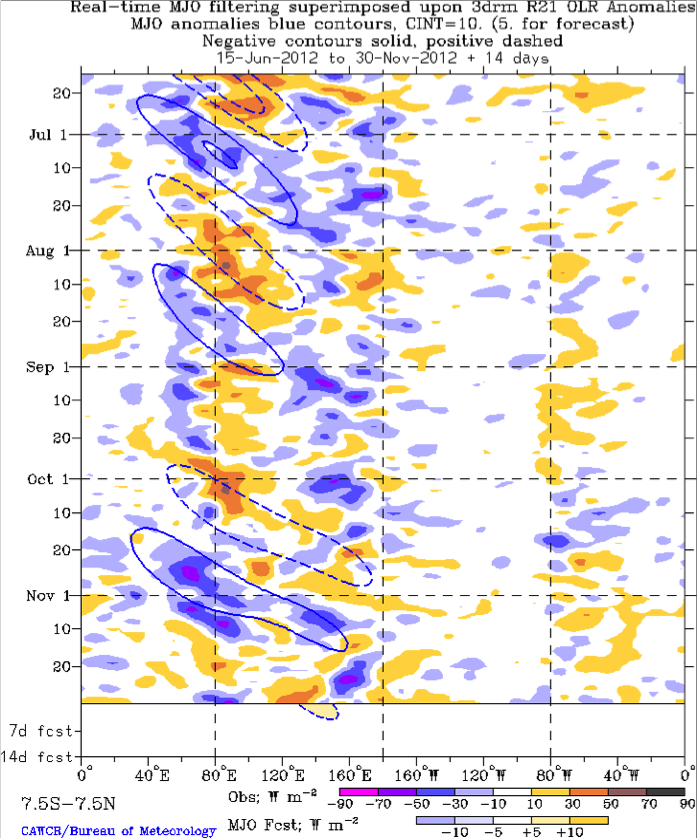 Real-time MJO filtering superimposed upon 3drm R21 OLR Anomalies
MJO anomalies blue contours, CINT=10. (5. for forecast)
Negative contours solid, positive dashed
15-Jun-2012 to 30-Nov-2012 + 14 days
20
Jul 1
10
20
Aug 1
10
20
Sep 1
10
20
Oct 1
10
20
Nov 1
10
20
7d fcst
14d fcst
0° 40°E 80°E 120°E 160°E 160°W 120°W 80°W 40°W 0°
7.5S-7.5N
Obs; W m-2
-90 -70 -50 -30 -10 10 30 50 70 90
CAWCR/Bureau of Meteorology
MJO Fcst; W m-2
-10 -5 +5 +10